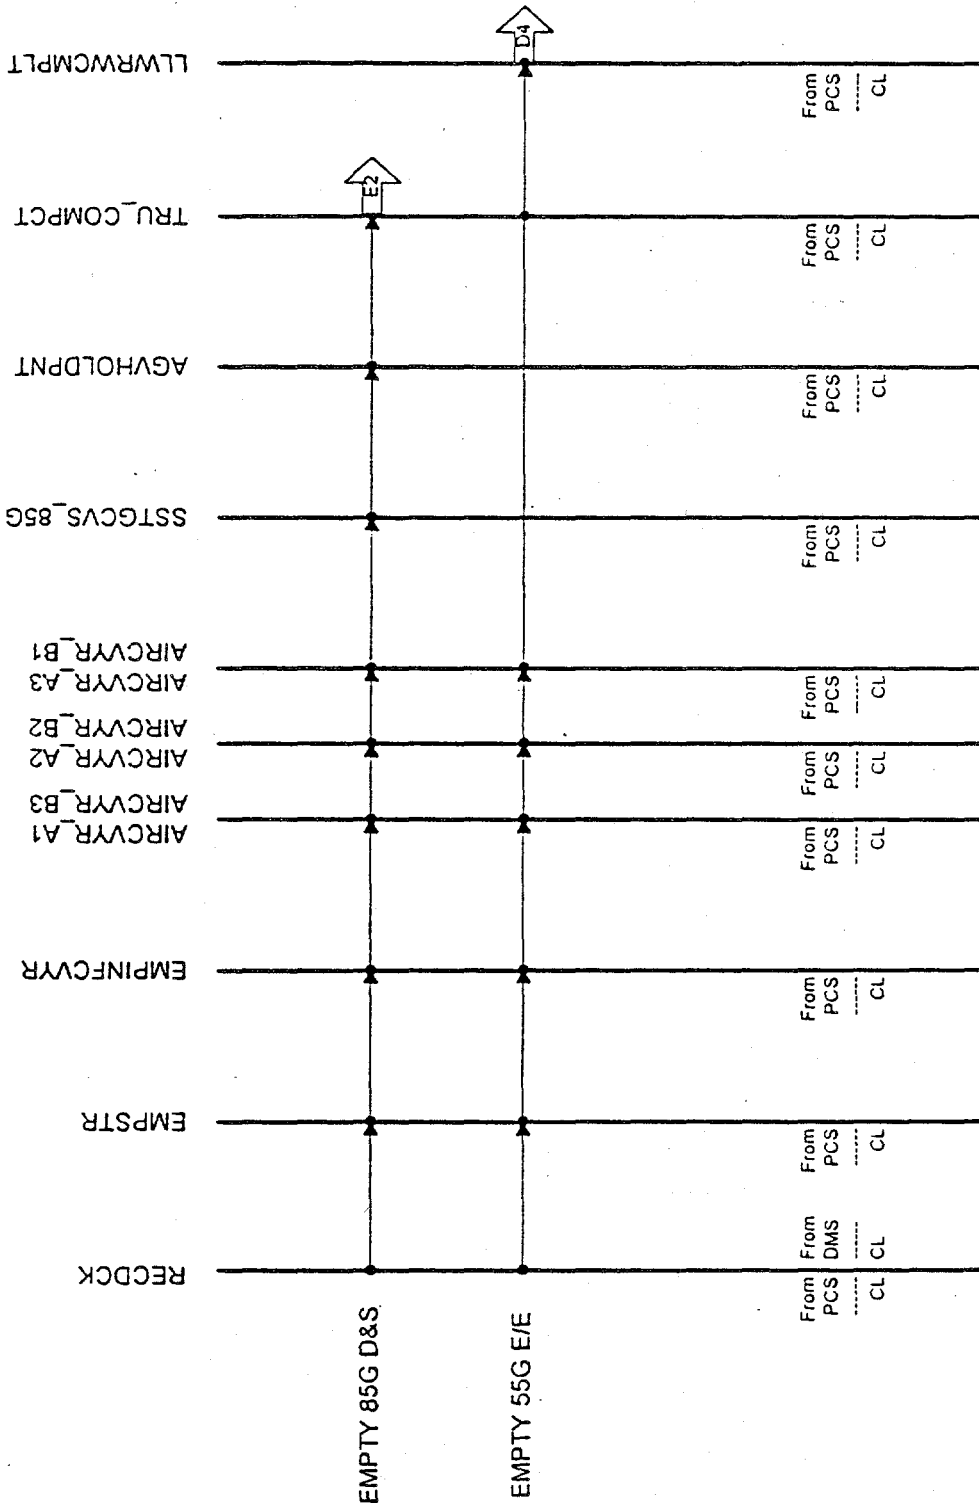 RECDCK
EMPSTR
EMPINFCVYR
AIRCVYR_A1
AIRCVYR_B3
AIRCVYR_A2
AIRCVYR_B2
AIRCVYR_A3
AIRCVYR_B1
SSTGCVS_85G
AGVHOLDPNT
TRU_COMPCT
LLWRWCMPLT
EMPTY 85G D&S
E2
EMPTY 55G E/E
D4
From
PCS
CL
From
DMS
CL
From
PCS
CL
From
PCS
CL
From
PCS
CL
From
PCS
CL
From
PCS
CL
From
PCS
CL
From
PCS
CL
From
PCS
CL
From
PCS
CL